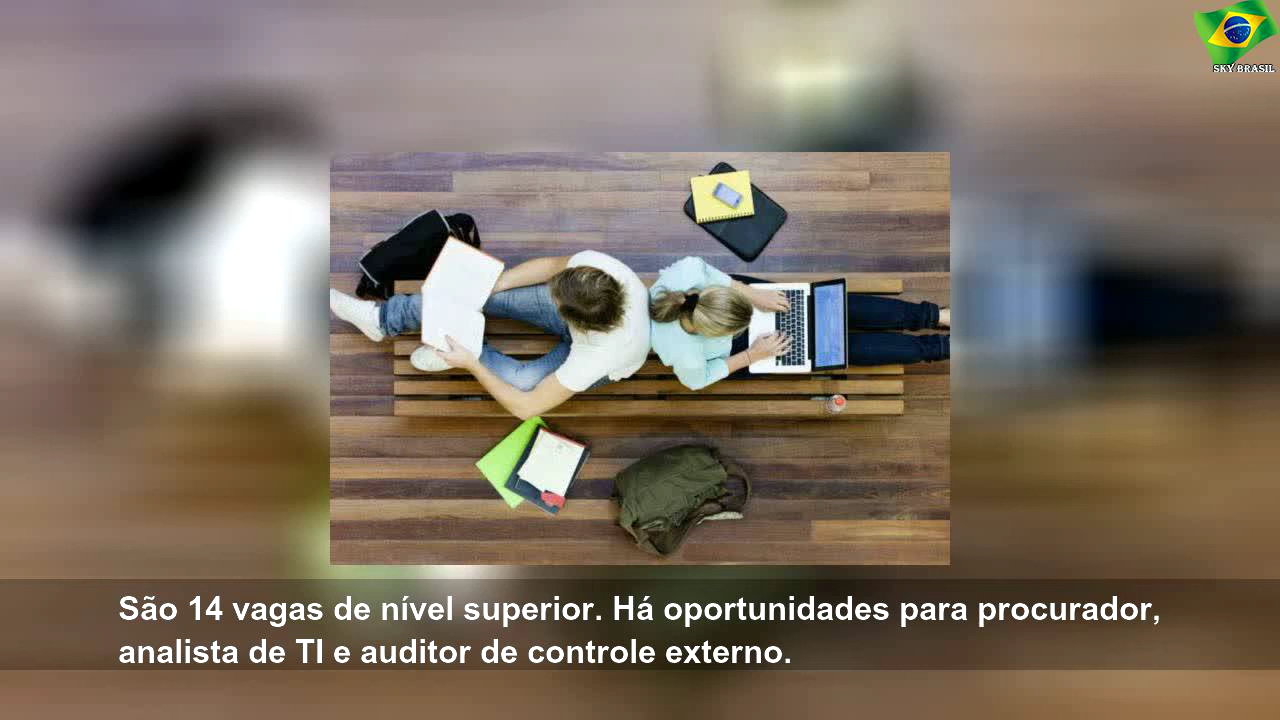 SKY BRASIL
São 14 vagas de nível superior. Há oportunidades para procurador,
analista de TI e auditor de controle externo.